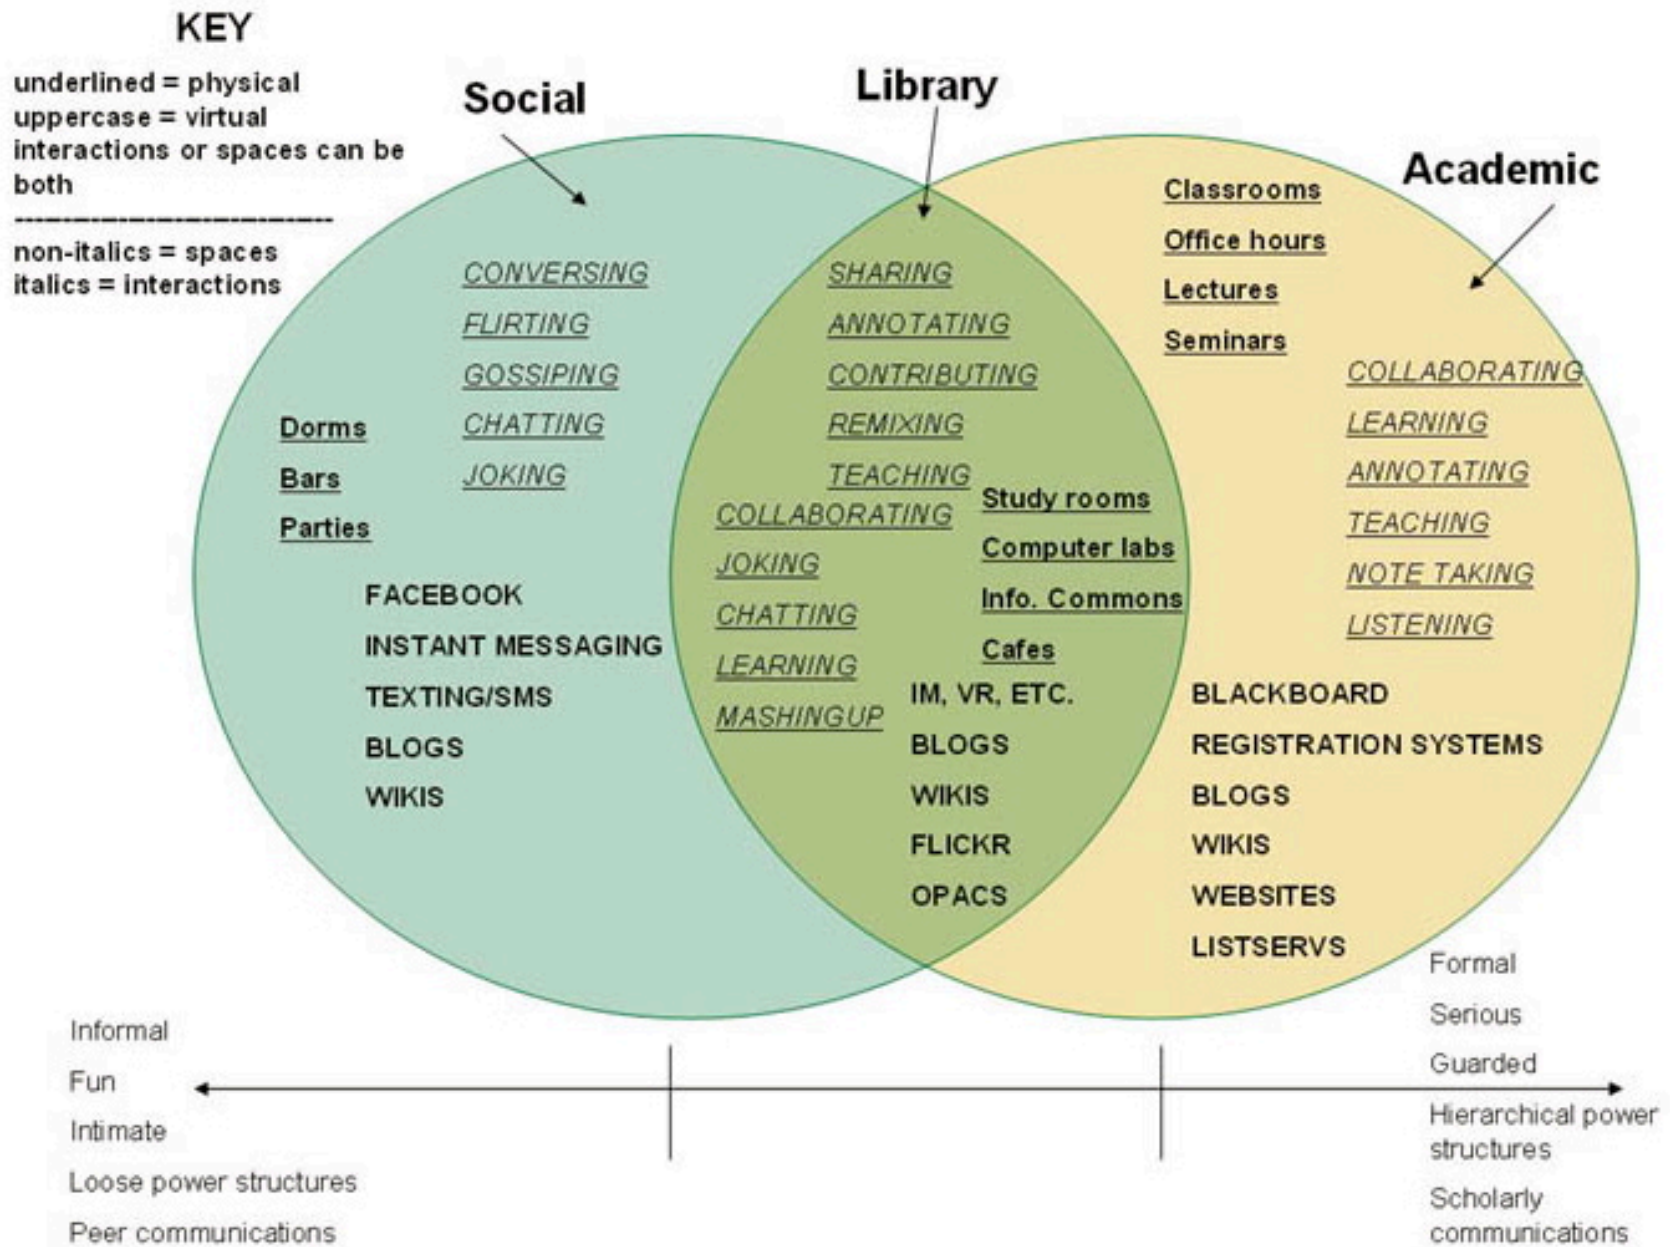 KEY
underlined = physical
uppercase = virtual
interactions or spaces can be
both
---------------------------------
non-italics = spaces
italics = interactions
Social
Library
Academic
CONVERSING
FLIRTING
GOSSIPING
CHATTING
JOKING
Dorms
Bars
Parties
FACEBOOK
INSTANT MESSAGING
TEXTING/SMS
BLOGS
WIKIS
SHARING
ANNOTATING
CONTRIBUTING
REMIXING
TEACHING
COLLABORATING
JOKING
CHATTING
LEARNING
MASHINGUP
Study rooms
Computer labs
Info. Commons
Cafes
IM, VR, ETC.
BLOGS
WIKIS
FLICKR
OPACS
Classrooms
Office hours
Lectures
Seminars
COLLABORATING
LEARNING
ANNOTATING
TEACHING
NOTE TAKING
LISTENING
BLACKBOARD
REGISTRATION SYSTEMS
BLOGS
WIKIS
WEBSITES
LISTSERVS
Informal
Fun
Intimate
Loose power structures
Peer communications
Formal
Serious
Guarded
Hierarchical power
structures
Scholarly
communications